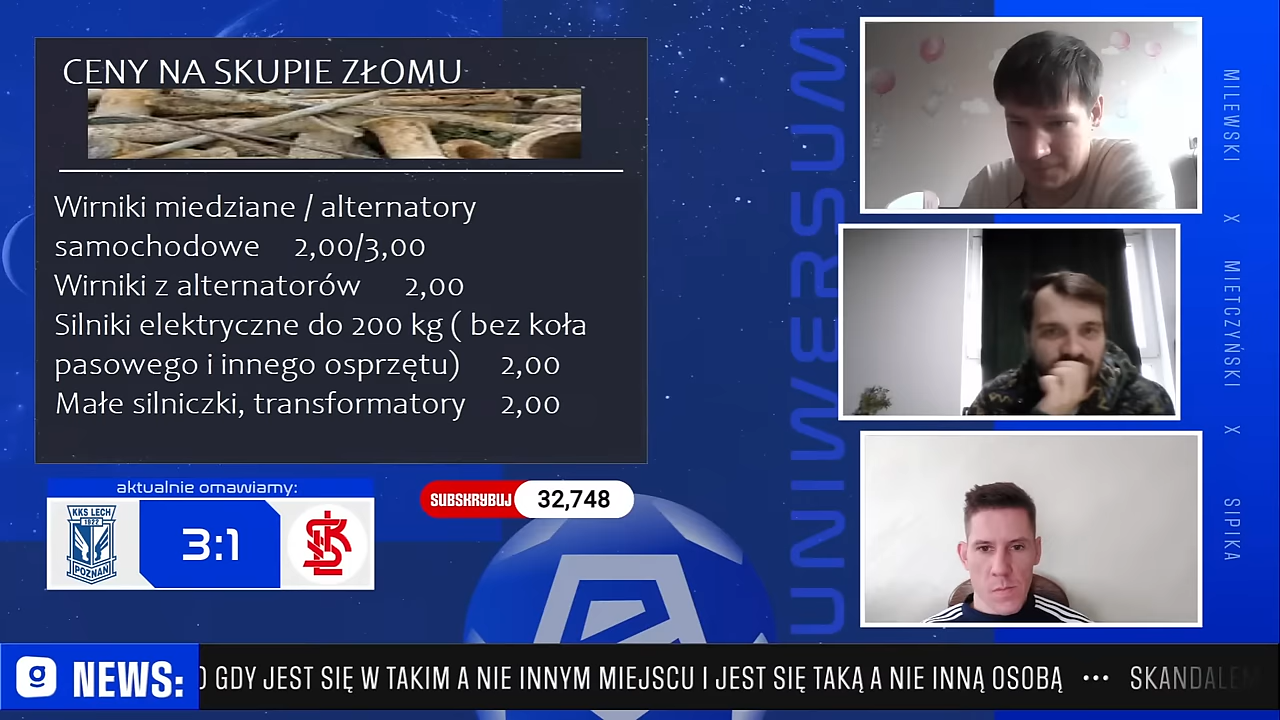 CENY NA SKUPIE ZŁOMU
Wirniki miedziane / alternatory
samochodowe 2,00/3,00
Wirniki z alternatorów 2,00
Silniki elektryczne do 200 kg ( bez koła
pasowego i innego osprzętu) 2,00
Małe silniczki, transformatory 2,00
aktualnie omawiamy:
KKS LECH
1922
POZNAŃ
3:1
ŁKS
SUBSKRYBUJ 32,748
UNIWERSUM
MILEWSKI X MIETCZYŃSKI X SIPIKA
g NEWS: O GDY JEST SIĘ W TAKIM A NIE INNYM MIEJSCU I JEST SIĘ TAKĄ A NIE INNĄ OSOBĄ ••• SKANDALEM